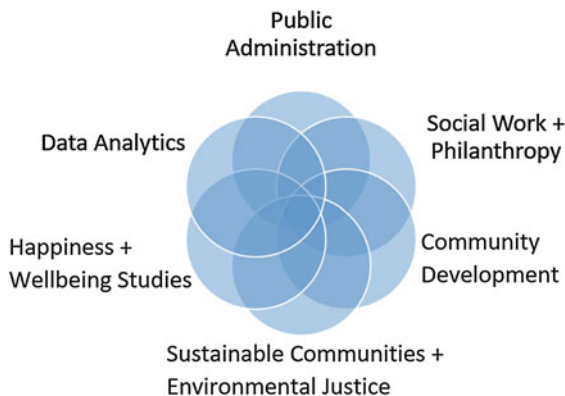 Public
Administration
Data Analytics
Social Work +
Philanthropy
Happiness +
Wellbeing Studies
Community
Development
Sustainable Communities +
Environmental Justice